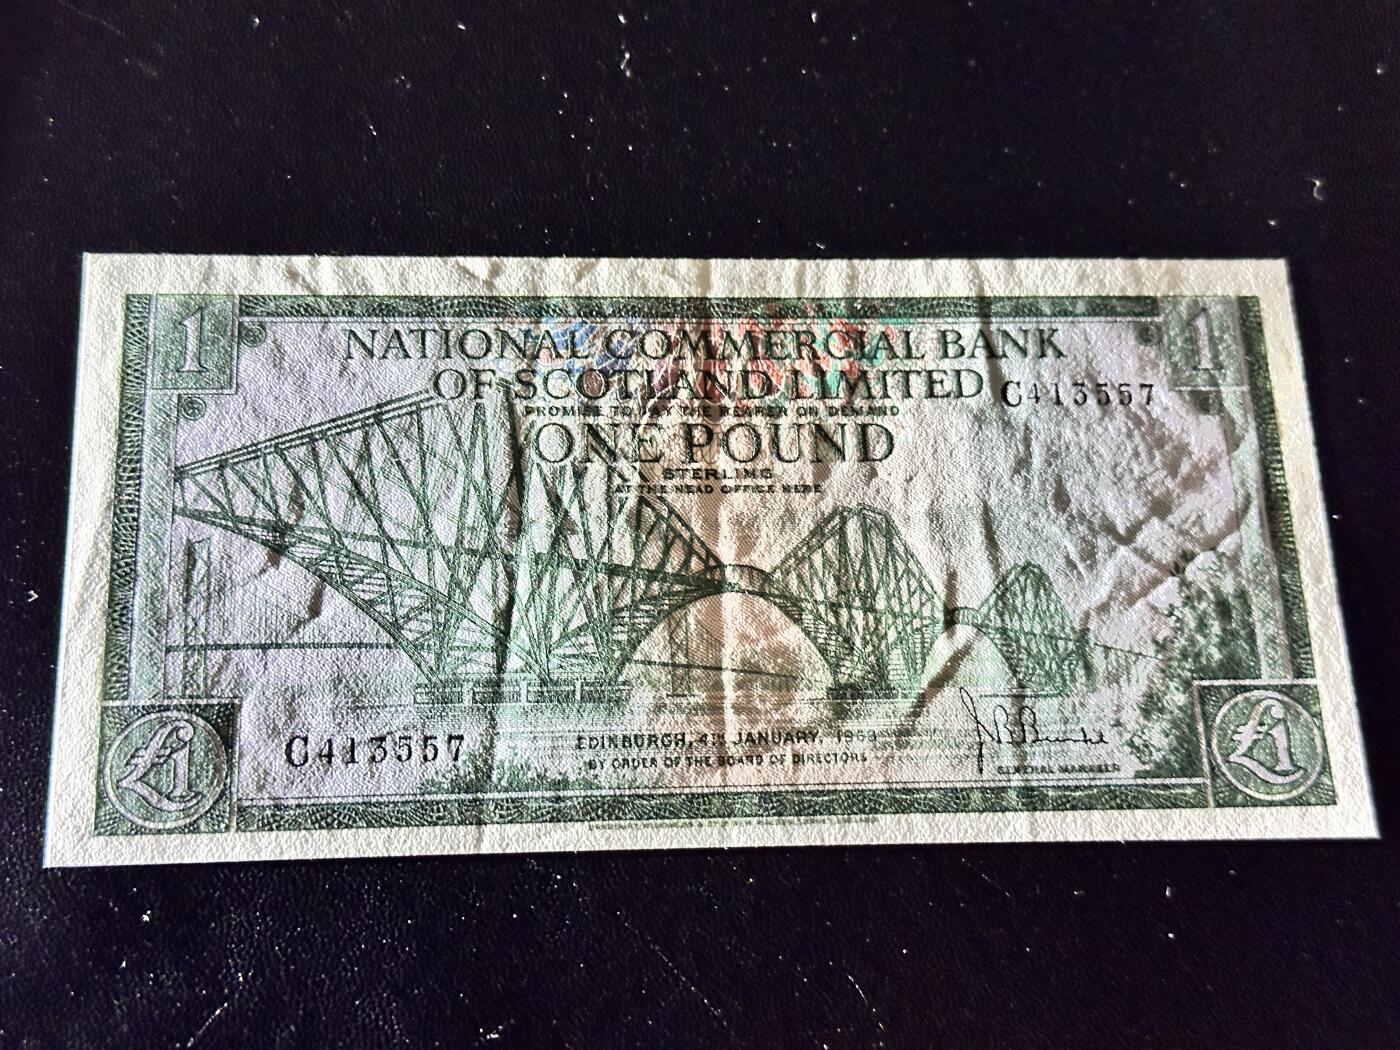 1
1
NATIONAL COMMERCIAL BANK
OF SCOTLAND LIMITED
C413557
PROMISE TO PAY THE BEARER ON DEMAND
ONE POUND
STERLING
AT THE HEAD OFFICE HERE
C413557
EDINBURGH, 4TH JANUARY, 1968
BY ORDER OF THE BOARD OF DIRECTORS
GENERAL MANAGER
£1
£1